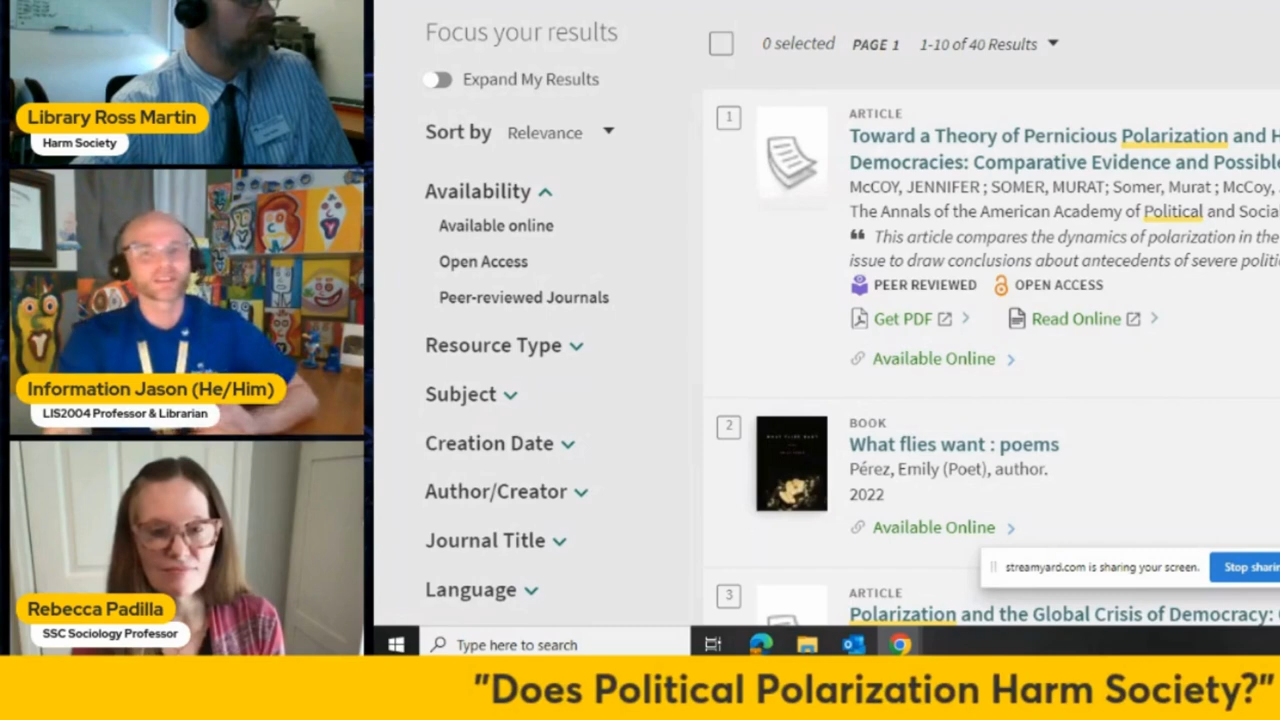 Library Ross Martin
Harm Society
Information Jason (He/Him)
LIS2004 Professor & Librarian
Rebecca Padilla
SSC Sociology Professor
Focus your results
Expand My Results
Sort by Relevance
Availability
Available online
Open Access
Peer-reviewed Journals
Resource Type
Subject
Creation Date
Author/Creator
Journal Title
Language
0 selected PAGE 1 1-10 of 40 Results
1
ARTICLE
Toward a Theory of Pernicious Polarization and H
Democracies: Comparative Evidence and Possible
McCOY, JENNIFER ; SOMER, MURAT; Somer, Murat ; McCoy,
The Annals of the American Academy of Political and Socia
This article compares the dynamics of polarization in the
issue to draw conclusions about antecedents of severe politi
PEER REVIEWED OPEN ACCESS
Get PDF Read Online
Available Online
2
BOOK
What flies want : poems
Pérez, Emily (Poet), author.
2022
Available Online
streamyard.com is sharing your screen. Stop sharin
3
ARTICLE
Polarization and the Global Crisis of Democracy:
Type here to search
"Does Political Polarization Harm Society?"